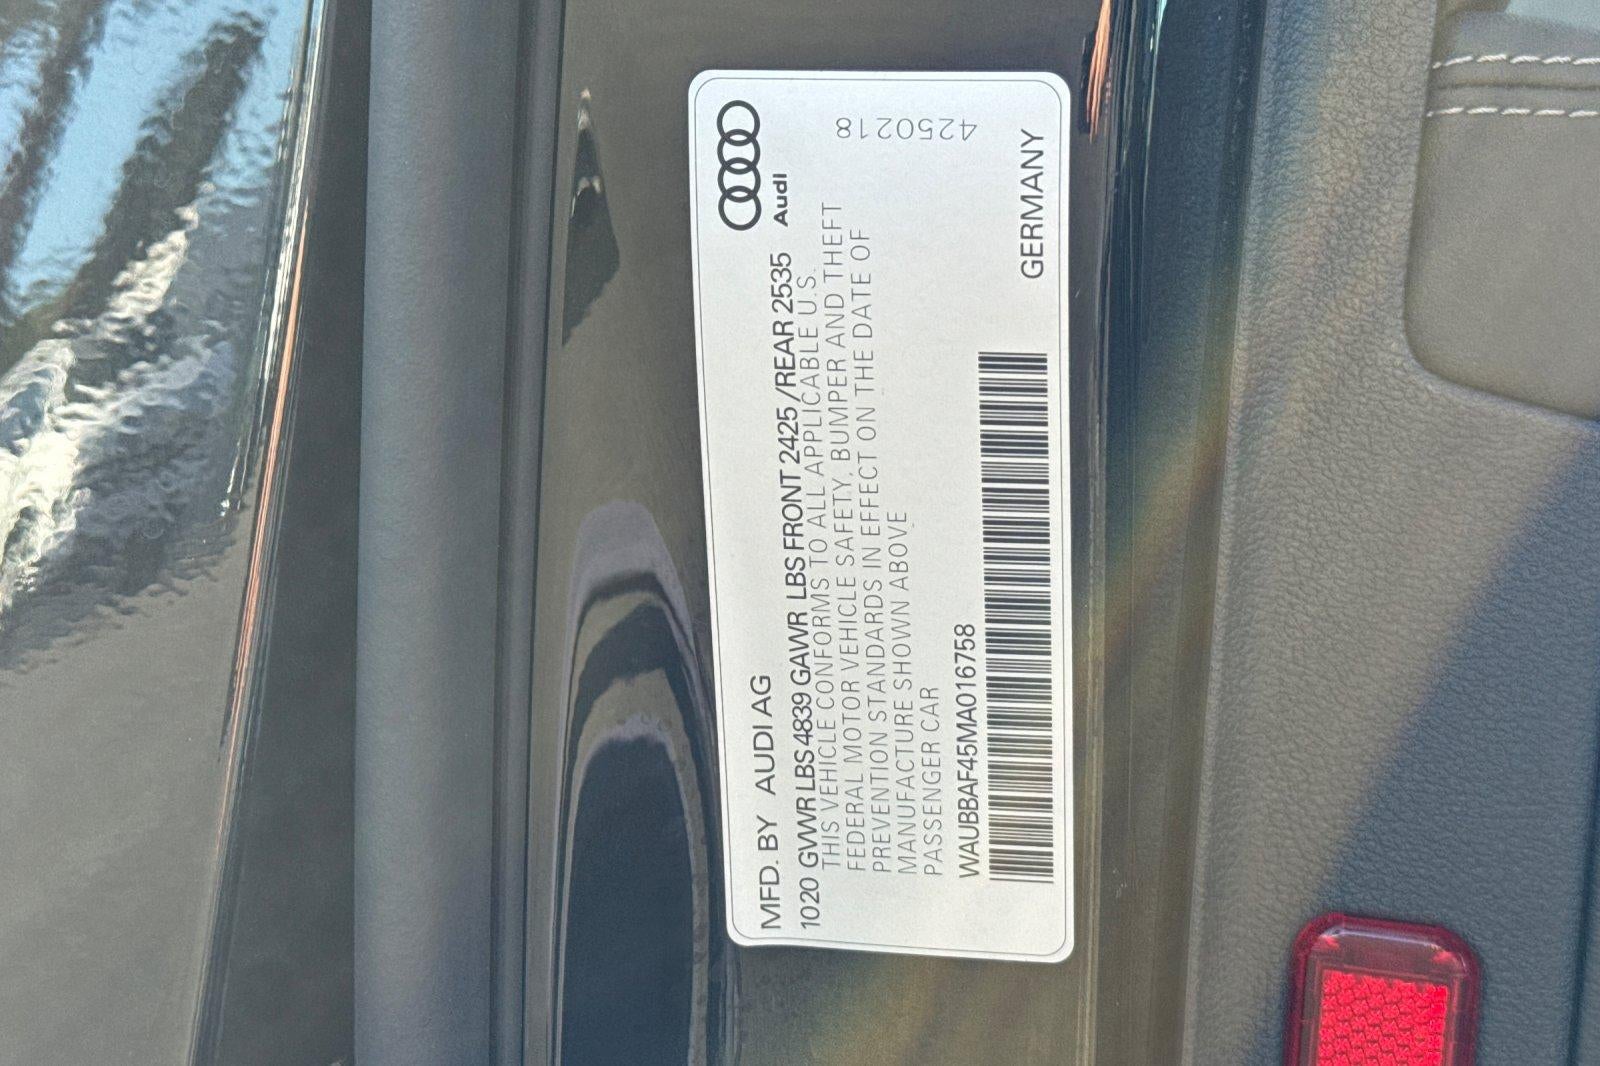 MFD. BY AUDI AG
Audi
1020 GVWR LBS 4839 GAWR LBS FRONT 2425 /REAR 2535
THIS VEHICLE CONFORMS TO ALL APPLICABLE U.S.
FEDERAL MOTOR VEHICLE SAFETY, BUMPER AND THEFT
PREVENTION STANDARDS IN EFFECT ON THE DATE OF
MANUFACTURE SHOWN ABOVE
PASSENGER CAR
WAUBBAF45MA016758
GERMANY
4250218